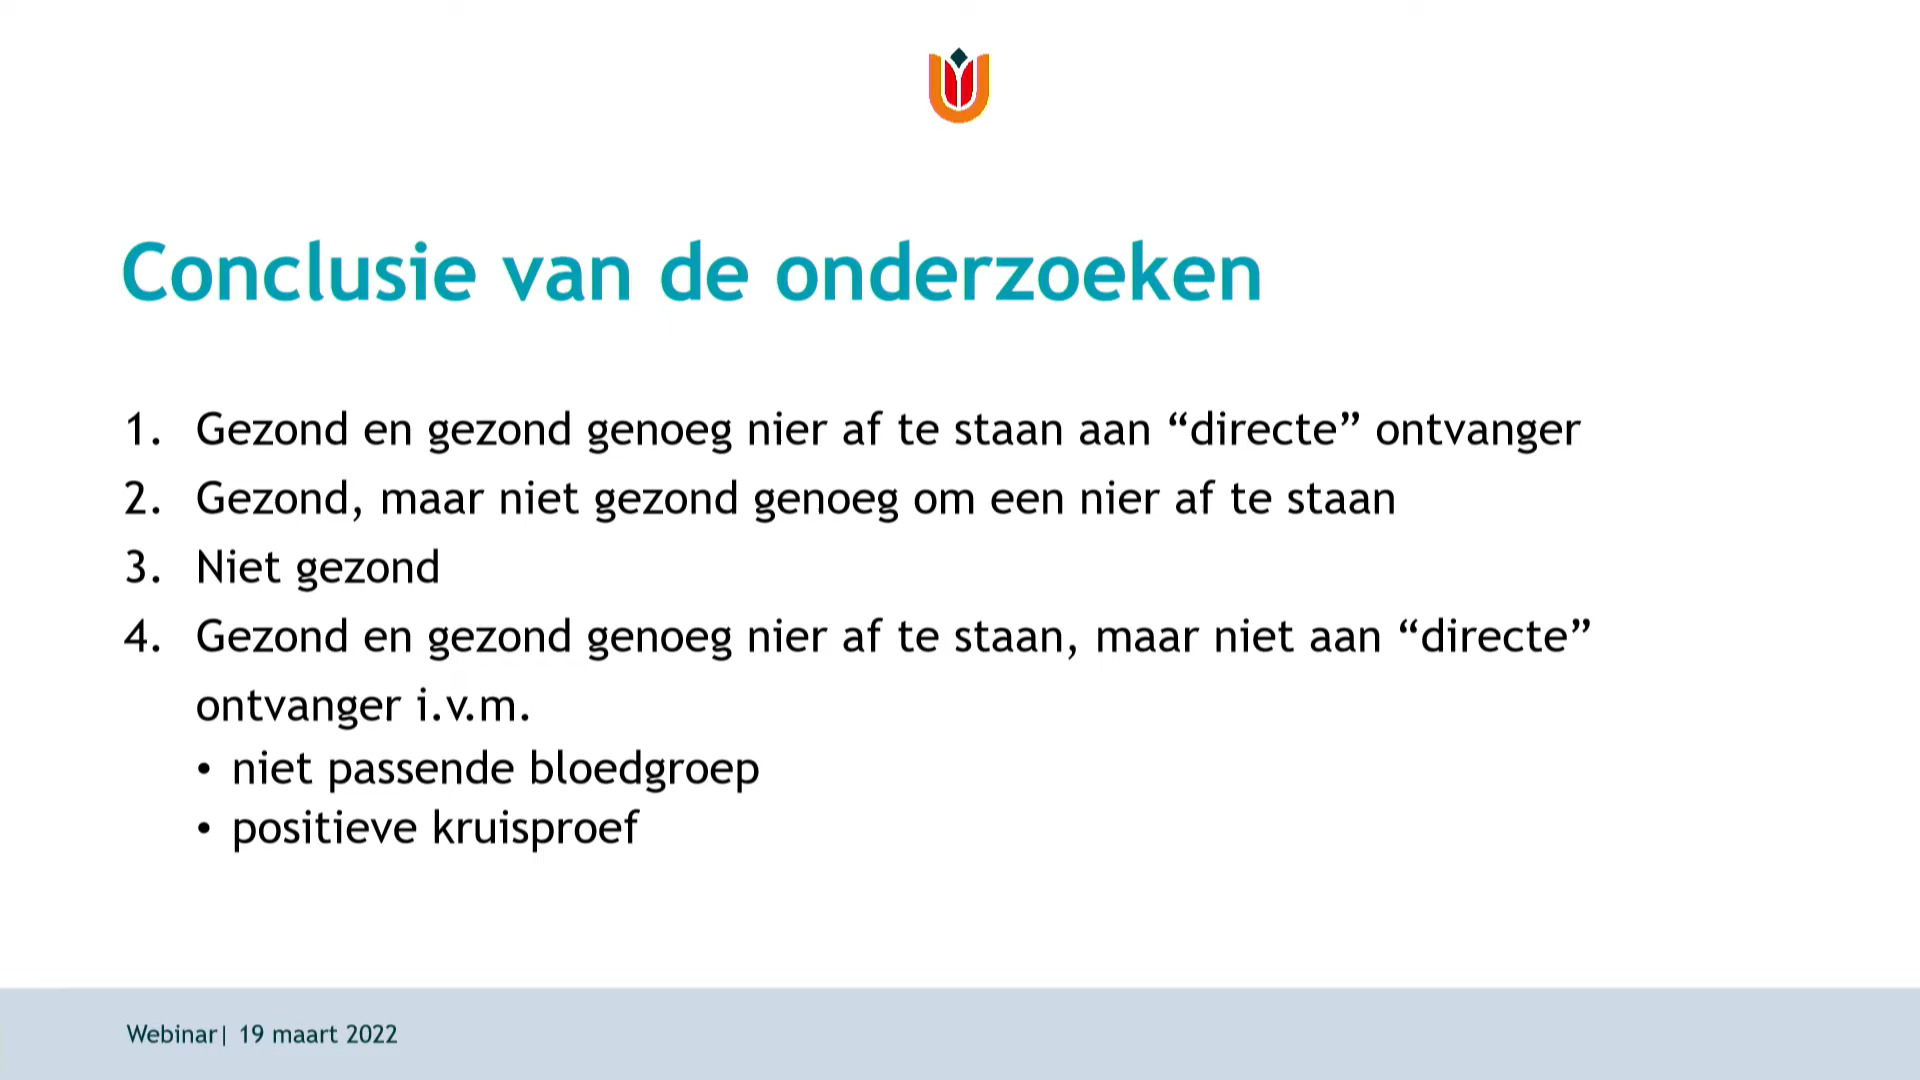 Conclusie van de onderzoeken
1. Gezond en gezond genoeg nier af te staan aan “directe” ontvanger
2. Gezond, maar niet gezond genoeg om een nier af te staan
3. Niet gezond
4. Gezond en gezond genoeg nier af te staan, maar niet aan “directe”
ontvanger i.v.m.
• niet passende bloedgroep
• positieve kruisproef
Webinar| 19 maart 2022